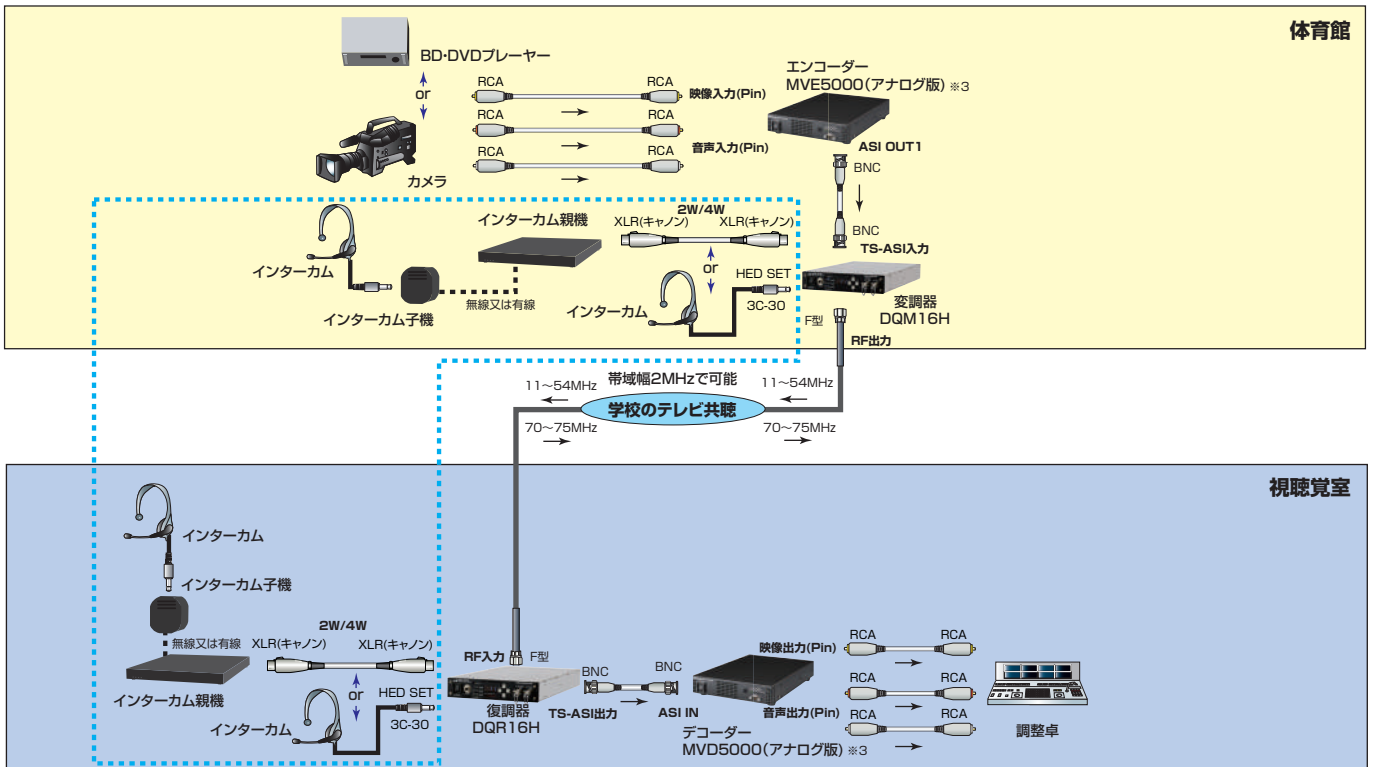 体育館
BD・DVDプレーヤー
or
カメラ
RCA
RCA
映像入力(Pin)
RCA
RCA
音声入力(Pin)
RCA
RCA
エンコーダー
MVE5000(アナログ版) ※3
ASI OUT1
BNC
BNC
TS-ASI入力
インターカム
インターカム子機
無線又は有線
インターカム親機
2W/4W
XLR(キャノン)
XLR(キャノン)
or
インターカム
HED SET
3C-30
変調器
DQM16H
F型
RF出力
帯域幅2MHzで可能
11~54MHz
11~54MHz
学校のテレビ共聴
70~75MHz
70~75MHz
視聴覚室
インターカム
インターカム子機
無線又は有線
インターカム親機
2W/4W
XLR(キャノン)
XLR(キャノン)
or
インターカム
HED SET
3C-30
RF入力
F型
復調器
DQR16H
BNC
BNC
TS-ASI出力
ASI IN
デコーダー
MVD5000(アナログ版) ※3
映像出力(Pin)
RCA
RCA
RCA
RCA
音声出力(Pin)
RCA
RCA
調整卓